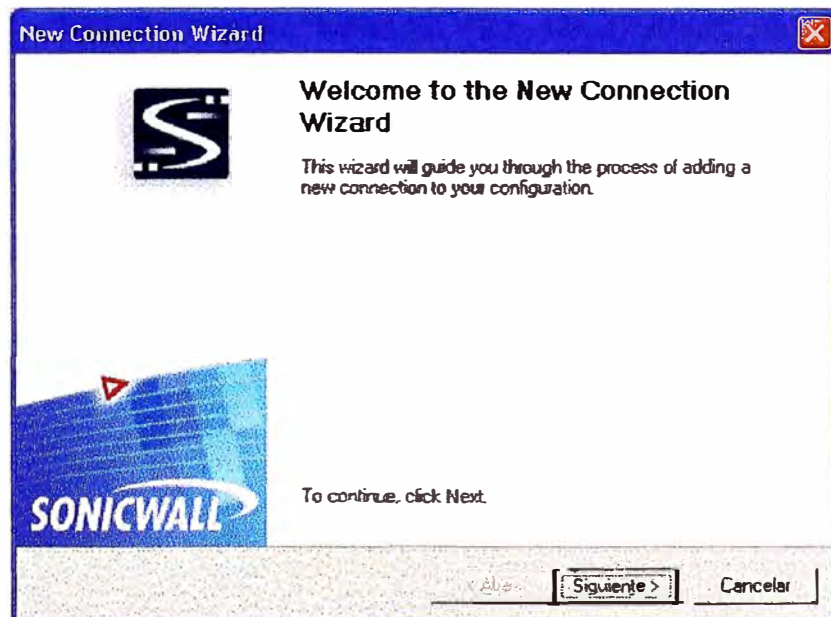 New Connection Wizard
Welcome to the New Connection
Wizard
This wizard will guide you through the process of adding a
new connection to your configuration.
SONICWALL
To continue, click Next.
Siguiente >
Cancelar